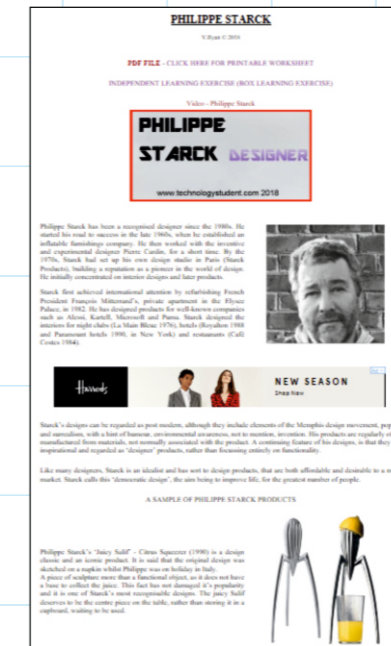 PHILIPPE STARCK
V.Ryan © 2018
PDF FILE - CLICK HERE FOR PRINTABLE WORKSHEET
INDEPENDENT LEARNING EXERCISE (BOX LEARNING EXERCISE)
Video - Philippe Starck
PHILIPPE
STARCK DESIGNER
www.technologystudent.com 2018
Philippe Starck has been a recognised designer since the 1980s. He
started his road to success in the late 1960s, when he established an
inflatable furnishings company. He then worked with the inventive
and experimental designer Pierre Cardin, for a short time. By the
1970s, Starck had set up his own design studio in Paris (Starck
Products), building a reputation as a pioneer in the world of design.
He initially concentrated on interior designs and later products.
Starck first achieved international attention by refurbishing French
President François Mitterrand's, private apartment in the Elysee
Palace, in 1982. He has designed products for well-known companies
such as Alessi, Kartell, Microsoft and Puma. Starck designed the
interiors for night clubs (La Main Bleue 1976), hotels (Royalton 1988
and Paramount hotels 1990, in New York) and restaurants (Café
Costes 1984).
Harrods
NEW SEASON
Shop Now
Starck's designs can be regarded as post modern, although they include elements of the Memphis design movement, pop
and surrealism, with a hint of humour, environmental awareness, not to mention, invention. His products are regularly
manufactured from materials, not normally associated with the product. A continuing feature of his designs, is that they
inspirational and regarded as 'designer' products, rather than focussing entirely on functionality.
Like many designers, Starck is an idealist and has sort to design products, that are both affordable and desirable to a
market. Starck calls this 'democratic design', the aim being to improve life, for the greatest number of people.
A SAMPLE OF PHILIPPE STARCK PRODUCTS
Philippe Starck's 'Juicy Salif' - Citrus Squeezer (1990) is a design
classic and an iconic product. It is said that the original design was
sketched on a napkin whilst Philippe was on holiday in Italy.
A piece of sculpture more than a functional object, as it does not have
a base to collect the juice. This fact has not damaged it's popularity
and it is one of Starck's most recognisable designs. The juicy Salif
deserves to be the centre piece on the table, rather than storing it in a
cupboard, waiting to be used.